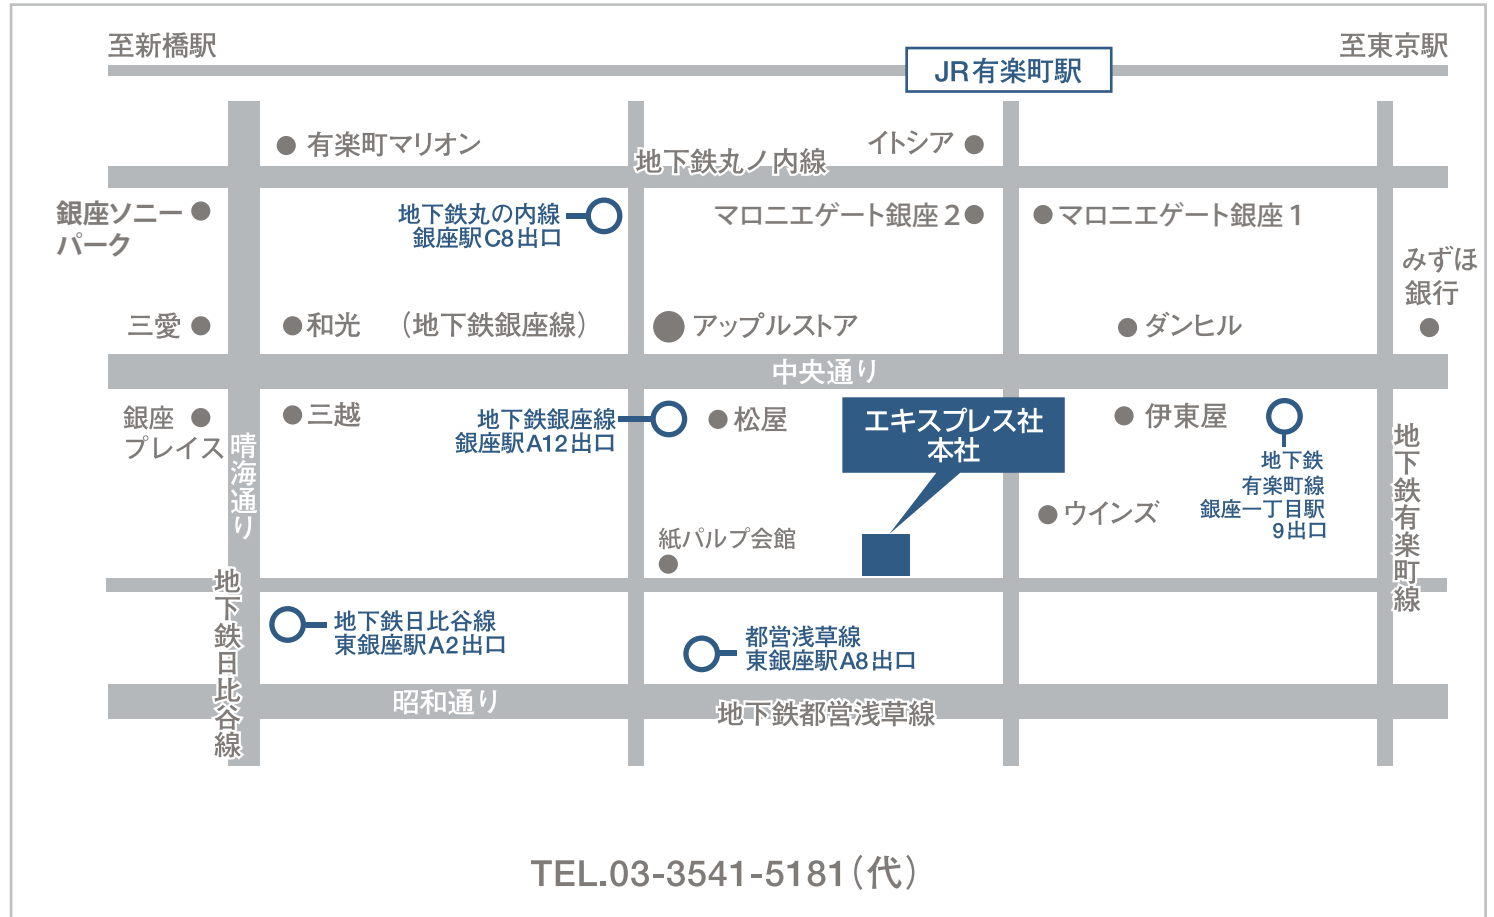 至新橋駅
至東京駅
JR有楽町駅
有楽町マリオン
イトシア
地下鉄丸ノ内線
銀座ソニー
パーク
地下鉄丸の内線
銀座駅C8出口
マロニエゲート銀座2
マロニエゲート銀座1
みずほ
銀行
三愛
和光
(地下鉄銀座線)
アップルストア
ダンヒル
中央通り
銀座
プレイス
三越
地下鉄銀座線
銀座駅A12出口
松屋
エキスプレス社
本社
伊東屋
地下鉄
有楽町線
銀座一丁目駅
9出口
晴海通り
地下鉄有楽町線
ウインズ
紙パルプ会館
地下鉄日比谷線
地下鉄日比谷線
東銀座駅A2出口
都営浅草線
東銀座駅A8出口
昭和通り
地下鉄都営浅草線
TEL.03-3541-5181(代)